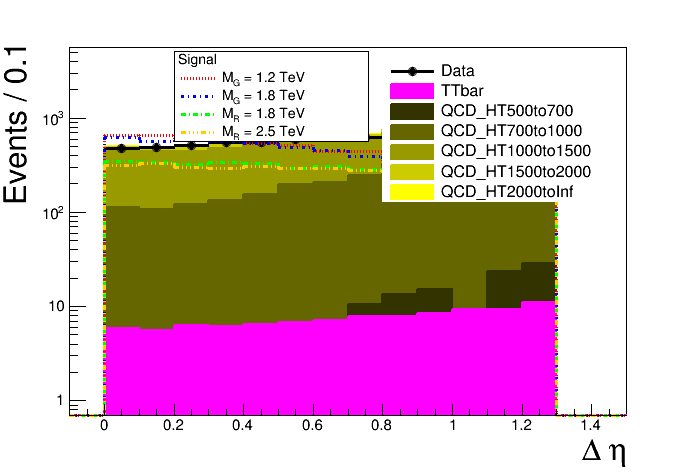 Events / 0.1
10³
10²
10
1
Signal
M_G = 1.2 TeV
M_G = 1.8 TeV
M_R = 1.8 TeV
M_R = 2.5 TeV
Data
TTbar
QCD_HT500to700
QCD_HT700to1000
QCD_HT1000to1500
QCD_HT1500to2000
QCD_HT2000toInf
0 0.2 0.4 0.6 0.8 1 1.2 1.4
Δ η